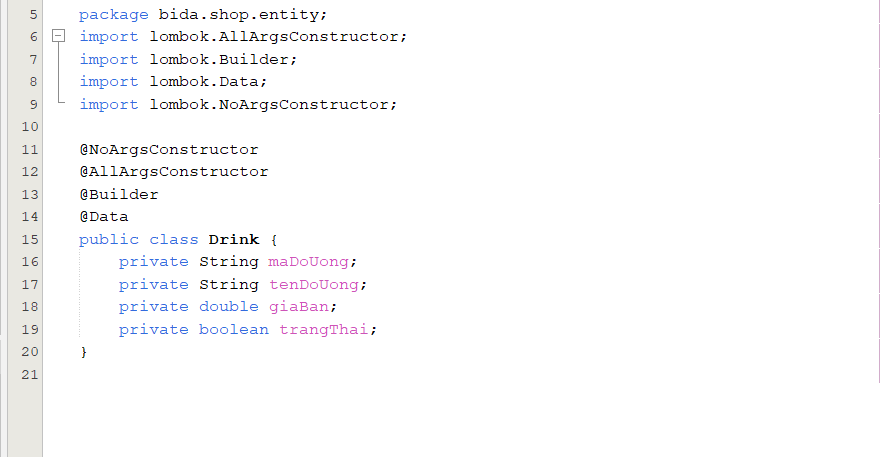 5 package bida.shop.entity;
6 import lombok.AllArgsConstructor;
7 import lombok.Builder;
8 import lombok.Data;
9 import lombok.NoArgsConstructor;
10
11 @NoArgsConstructor
12 @AllArgsConstructor
13 @Builder
14 @Data
15 public class Drink {
16     private String maDoUong;
17     private String tenDoUong;
18     private double giaBan;
19     private boolean trangThai;
20 }
21